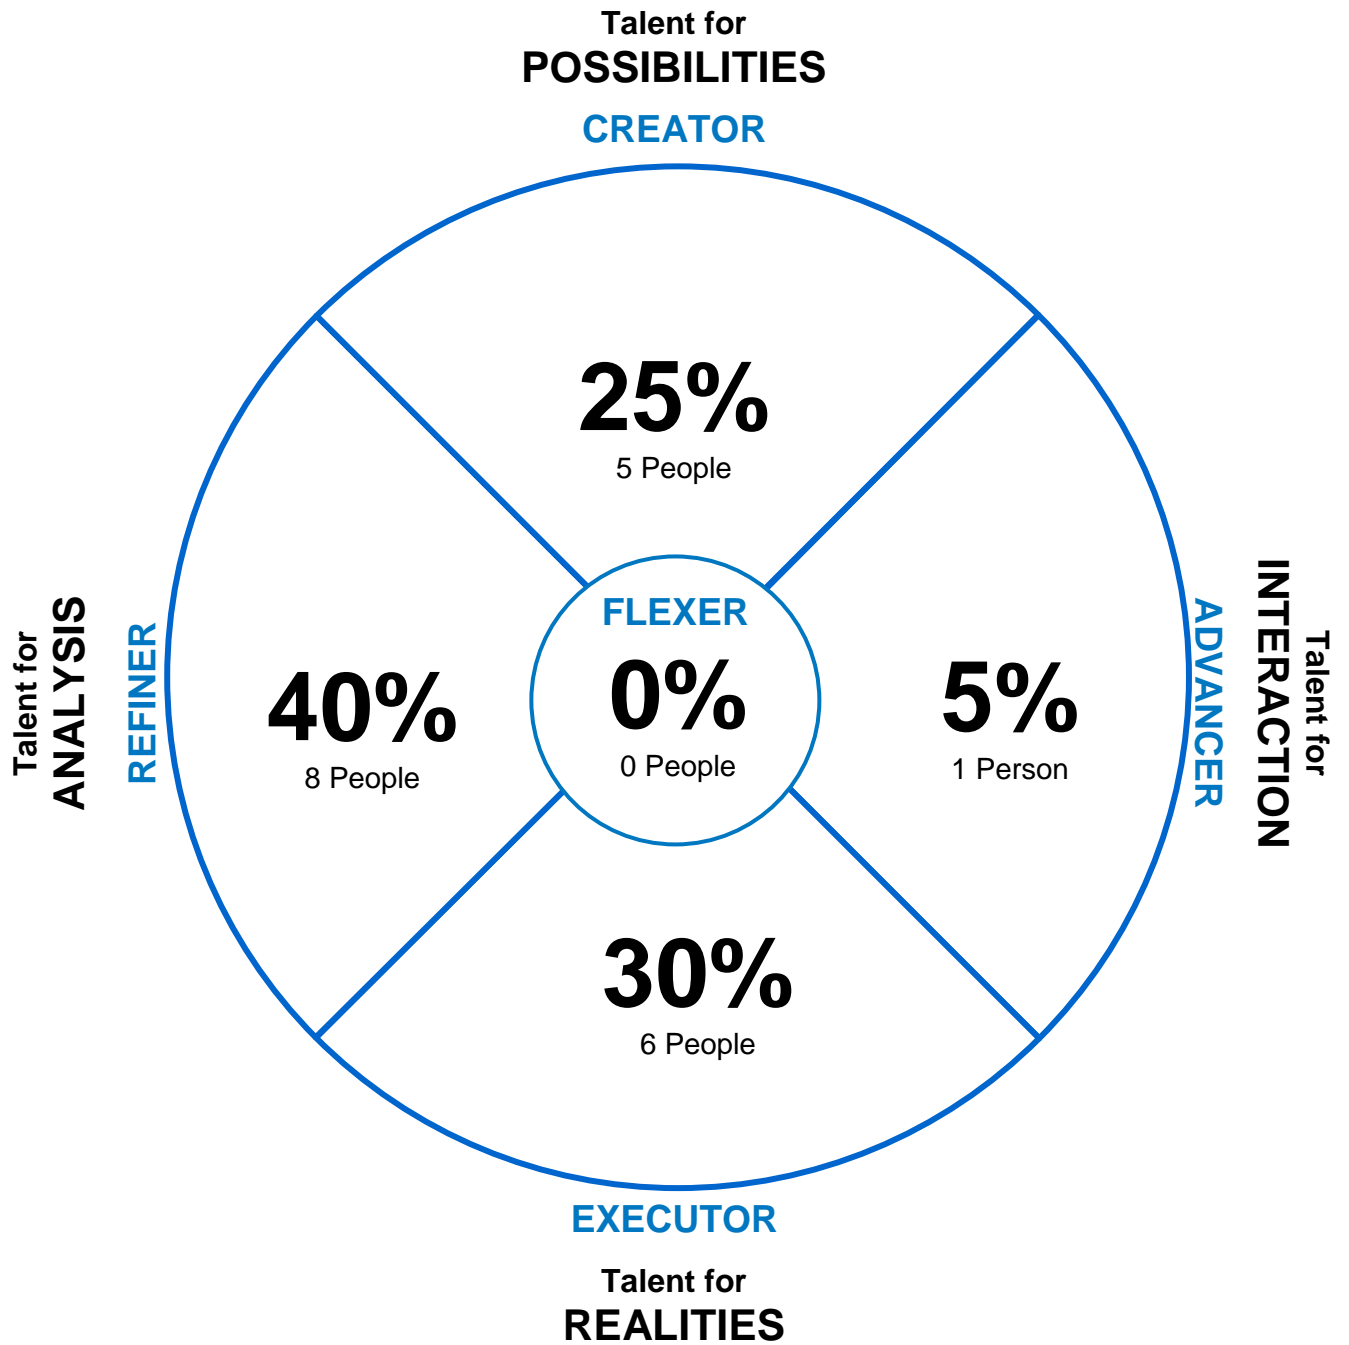 Talent for
POSSIBILITIES
CREATOR
25%
5 People
Talent for
ANALYSIS
REFINER
40%
8 People
FLEXER
0%
0 People
5%
1 Person
ADVANCER
Talent for
INTERACTION
30%
6 People
EXECUTOR
Talent for
REALITIES